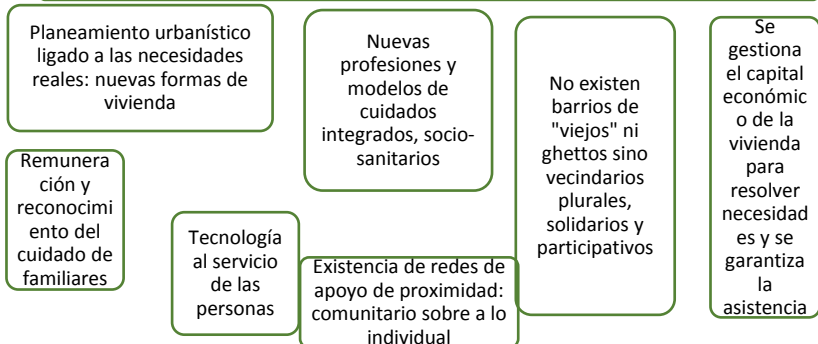 Planeamiento urbanístico
ligado a las necesidades
reales: nuevas formas de
vivienda
Nuevas
profesiones y
modelos de
cuidados
integrados, socio-
sanitarios
No existen
barrios de
"viejos" ni
ghettos sino
vecindarios
plurales,
solidarios y
participativos
Se
gestiona
el capital
económic
o de la
vivienda
para
resolver
necesidad
es y se
garantiza
la
asistencia
Remunera
ción y
reconocimi
ento del
cuidado de
familiares
Tecnología
al servicio
de las
personas
Existencia de redes de
apoyo de proximidad:
comunitario sobre a lo
individual